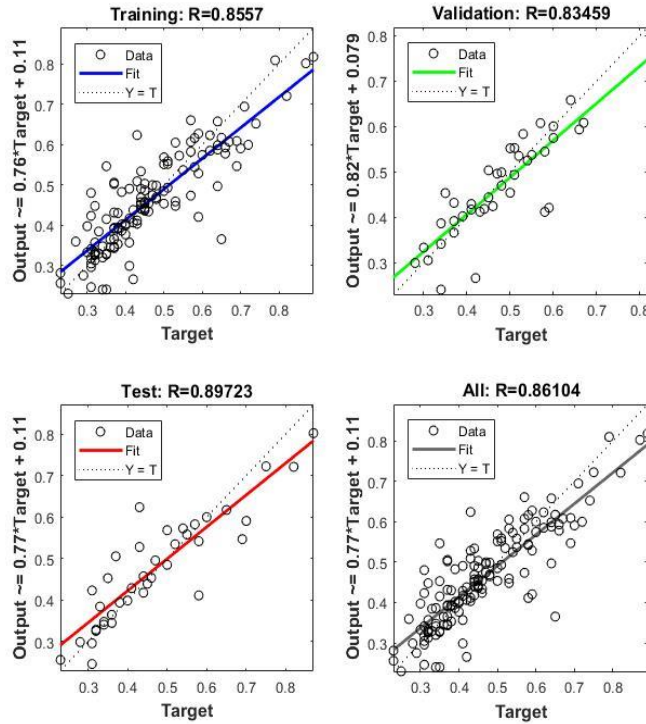 Training: R=0.8557
Output ~= 0.76*Target + 0.11
0.8
0.7
0.6
0.5
0.4
0.3
Data
Fit
Y = T
0.3 0.4 0.5 0.6 0.7 0.8
Target
Validation: R=0.83459
Output ~= 0.82*Target + 0.079
0.8
0.7
0.6
0.5
0.4
0.3
Data
Fit
Y = T
0.3 0.4 0.5 0.6 0.7 0.8
Target
Test: R=0.89723
Output ~= 0.77*Target + 0.11
0.8
0.7
0.6
0.5
0.4
0.3
Data
Fit
Y = T
0.3 0.4 0.5 0.6 0.7 0.8
Target
All: R=0.86104
Output ~= 0.77*Target + 0.11
0.8
0.7
0.6
0.5
0.4
0.3
Data
Fit
Y = T
0.3 0.4 0.5 0.6 0.7 0.8
Target